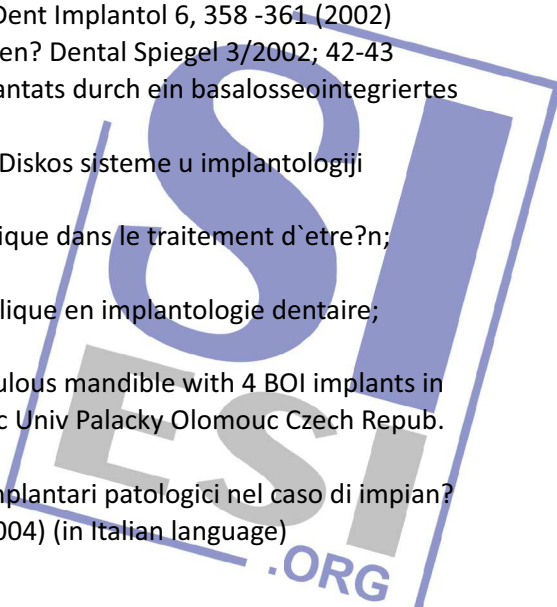 Dent Implantol 6, 358 -361 (2002)
en? Dental Spiegel 3/2002; 42-43
antats durch ein basalosseointegriertes
Diskos sisteme u implantologiji
ique dans le traitement d`etre?n;
lique en implantologie dentaire;
ulous mandible with 4 BOI implants in
c Univ Palacky Olomouc Czech Repub.
nplantari patologici nel caso di impian?
004) (in Italian language)
SI
ESI
.ORG